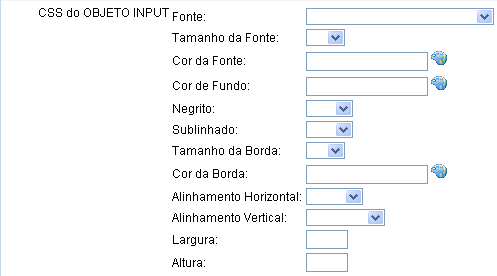 CSS do OBJETO INPUT Fonte:
Tamanho da Fonte:
Cor da Fonte:
Cor de Fundo:
Negrito:
Sublinhado:
Tamanho da Borda:
Cor da Borda:
Alinhamento Horizontal:
Alinhamento Vertical:
Largura:
Altura: